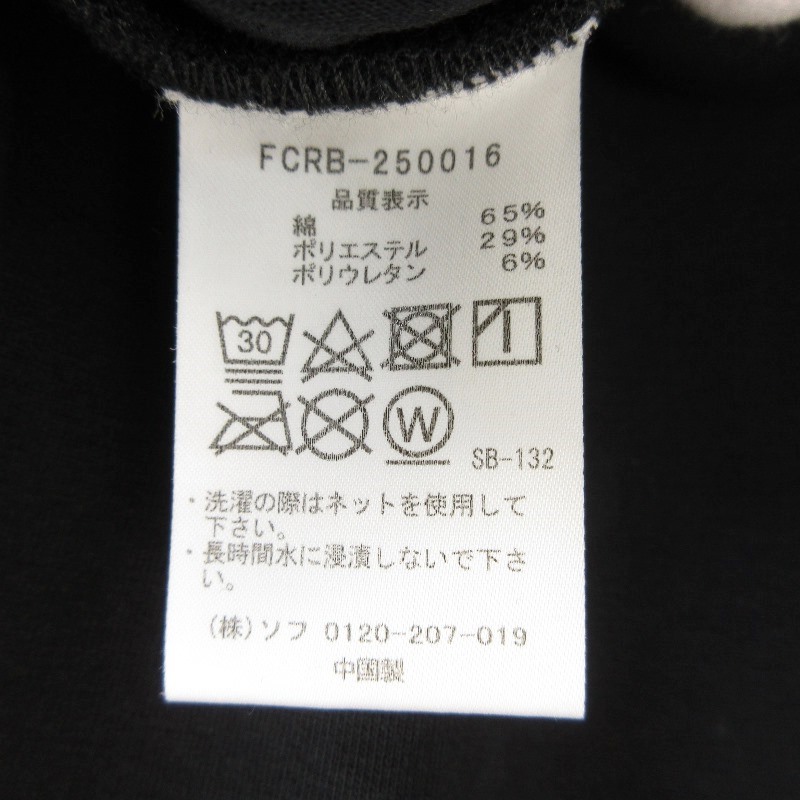 FCRB-250016
品質表示
綿 65%
ポリエステル 29%
ポリウレタン 6%
30
W
SB-132
・洗濯の際はネットを使用して
下さい。
・長時間水に浸漬しないで下さ
い。
(株)ソフ 0120-207-019
中国製